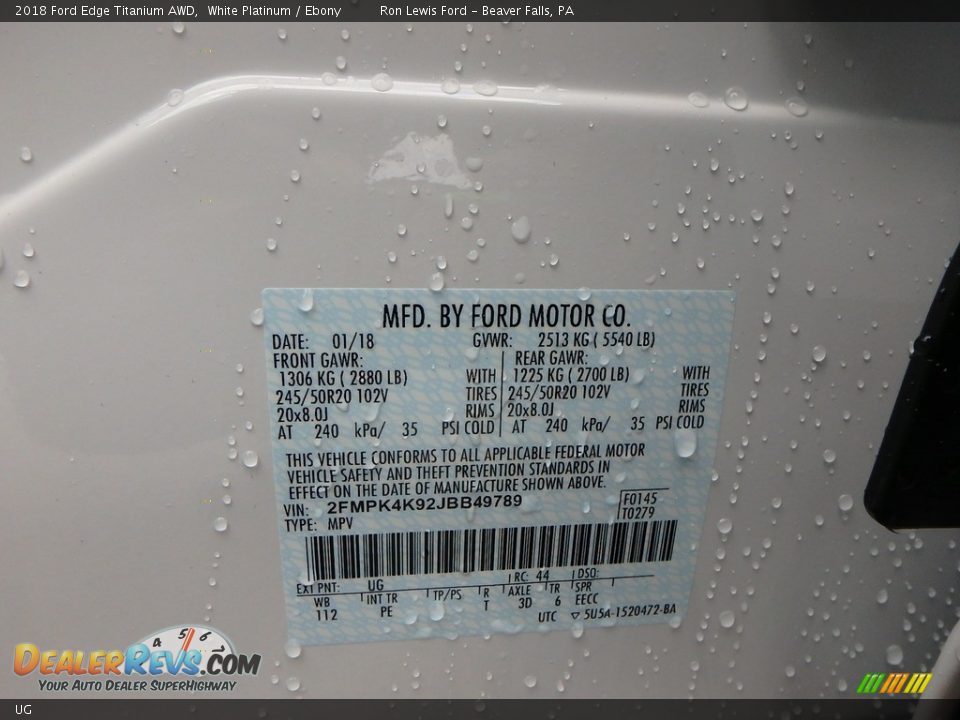 2018 Ford Edge Titanium AWD, White Platinum / Ebony Ron Lewis Ford - Beaver Falls, PA
MFD. BY FORD MOTOR CO.
DATE: 01/18 GVWR: 2513 KG ( 5540 LB)
FRONT GAWR: REAR GAWR:
1306 KG ( 2880 LB) WITH 1225 KG ( 2700 LB) WITH
245/50R20 102V TIRES 245/50R20 102V TIRES
20x8.0J RIMS 20x8.0J RIMS
AT 240 kPa/ 35 PSI COLD AT 240 kPa/ 35 PSI COLD
THIS VEHICLE CONFORMS TO ALL APPLICABLE FEDERAL MOTOR
VEHICLE SAFETY AND THEFT PREVENTION STANDARDS IN
EFFECT ON THE DATE OF MANUFACTURE SHOWN ABOVE.
VIN: 2FMPK4K92JBB49789 F0145
TYPE: MPV T0279
EXT PNT: UG RC: 44 DSO:
WB INT TR TP/PS R AXLE TR SPR
112 PE T 3D 6 EECC
UTC ▽ 5U5A-1520472-BA
4 5 6
DealerRevs.com
Your Auto Dealer SuperHighway
UG